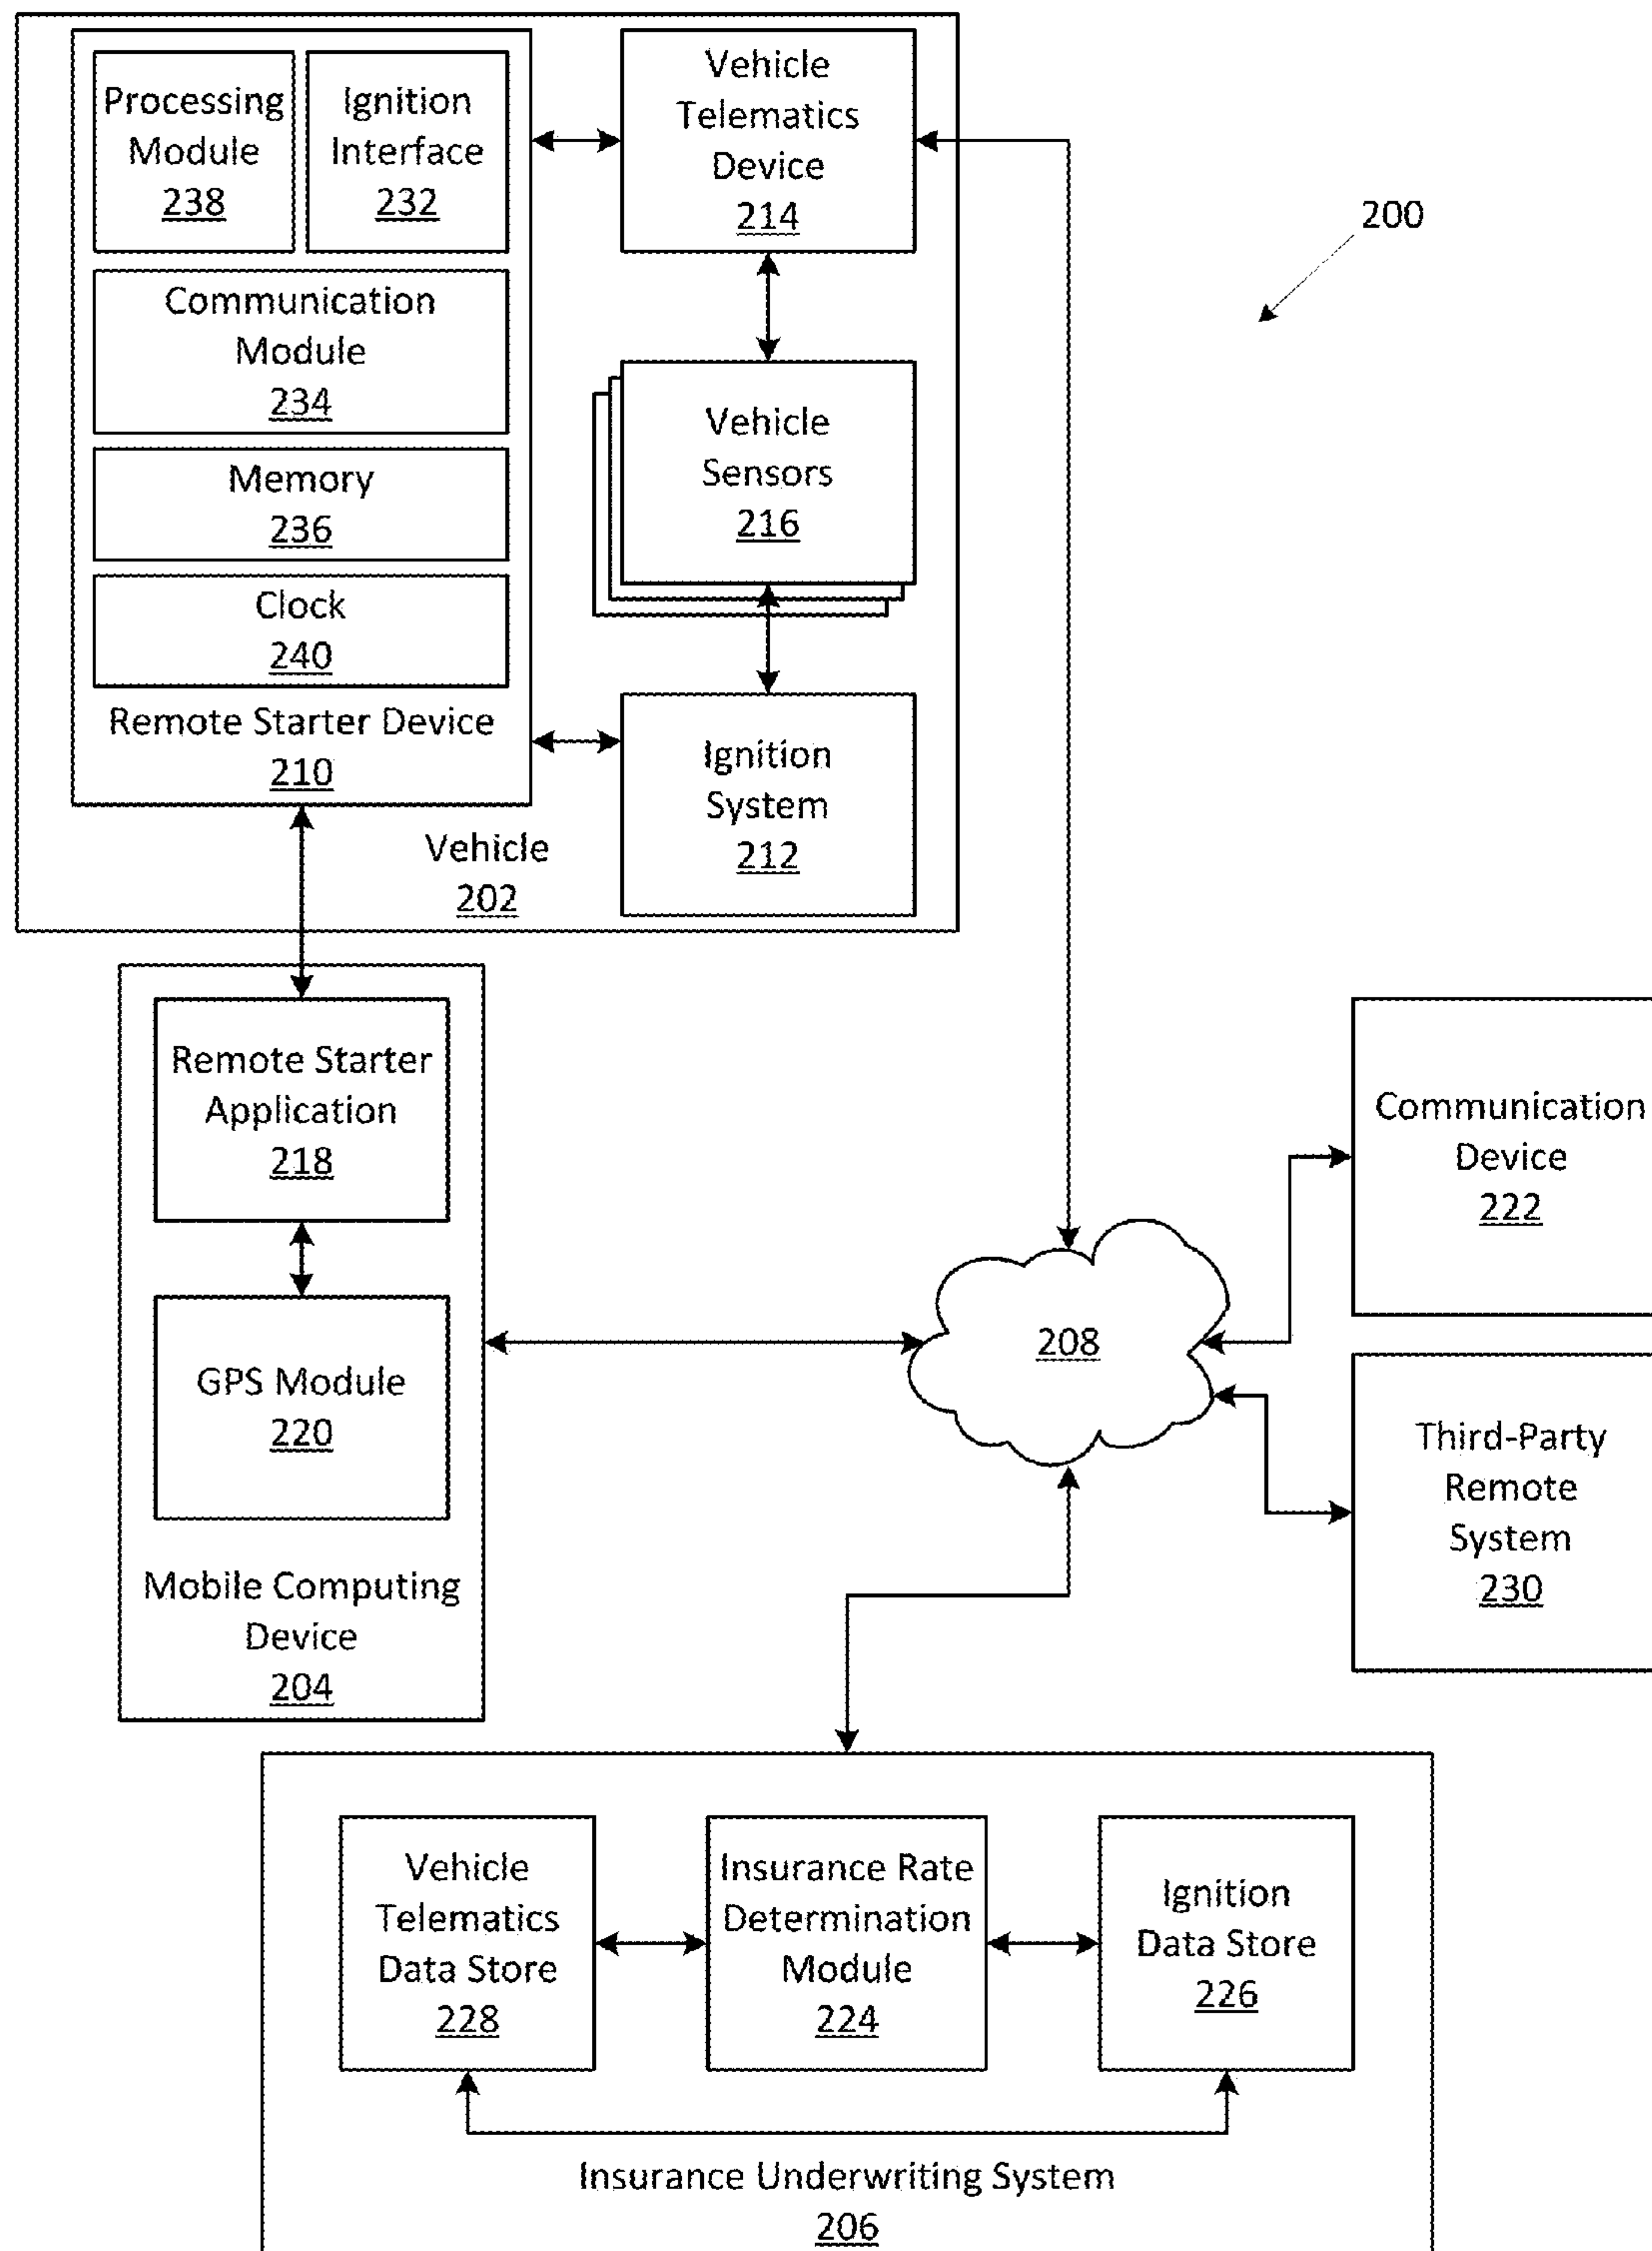 Processing
Module
238
Ignition
Interface
232
Communication
Module
234
Memory
236
Clock
240
Remote Starter Device
210
Vehicle
Telematics
Device
214
Vehicle
Sensors
216
Ignition
System
212
Vehicle
202
200
Remote Starter
Application
218
GPS Module
220
Mobile Computing
Device
204
208
Communication
Device
222
Third-Party
Remote
System
230
Vehicle
Telematics
Data Store
228
Insurance Rate
Determination
Module
224
Ignition
Data Store
226
Insurance Underwriting System
206